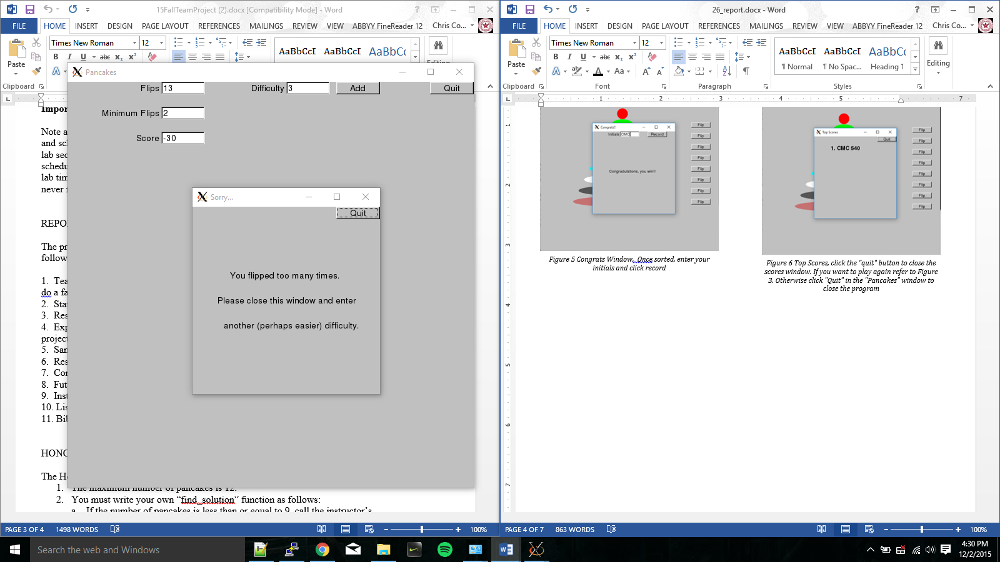 15FallTeamProject (2).docx [Compatibility Mode] - Word
FILE HOME INSERT DESIGN PAGE LAYOUT REFERENCES MAILINGS REVIEW VIEW ABBYY FineReader 12 Chris Co...
Times New Roman 12
Paste
B I U abc x₂ x²
AaBbCcI AaBbCcI AaBbC
Editing
Clipboard
Pancakes
Flips 13 Difficulty 3 Add Quit
Minimum Flips 2
Score -30
Sorry...
Quit
You flipped too many times.
Please close this window and enter
another (perhaps easier) difficulty.
Impor
Note a
and sch
lab sec
schedu
lab tim
never f
REPO
The pr
follow
1. Tea
do a fa
2. Stat
3. Res
4. Exp
project
5. San
6. Res
7. Con
8. Fut
9. Inst
10. Lis
11. Bib
HONO
The Ho
1. The maximum number of pancakes is 12.
2. You must write your own “find_solution” function as follows:
a. If the number of pancakes is less than or equal to 9, call the instructor’s
PAGE 3 OF 4 1498 WORDS 100%
26_report.docx - Word
FILE HOME INSERT DESIGN PAGE LAYOUT REFERENCES MAILINGS REVIEW VIEW ABBYY FineReader 12 Chris Co...
Times New Roman 12
Paste
B I U abc x₂ x²
A A A Aa A A
AaBbCcI AaBbCcI AaBbCc
¶ Normal ¶ No Spac... Heading 1
Editing
Clipboard Font Paragraph Styles
1 2 3 4 5 7
1
2
3
4
5
6
7
Congrats!!
Initials CMC Record
Congradulations, you win!!
Flip
Flip
Flip
Flip
Flip
Flip
Flip
Flip
Top Scores
Quit
1. CMC 540
Flip
Flip
Flip
Flip
Flip
Flip
Flip
Flip
Figure 5 Congrats Window, Once sorted, enter your
initials and click record
Figure 6 Top Scores, click the "quit" button to close the
scores window. If you want to play again refer to Figure
3. Otherwise click "Quit" in the "Pancakes" window to
close the program
PAGE 4 OF 7 863 WORDS 100%
Search the web and Windows
4:30 PM
12/2/2015